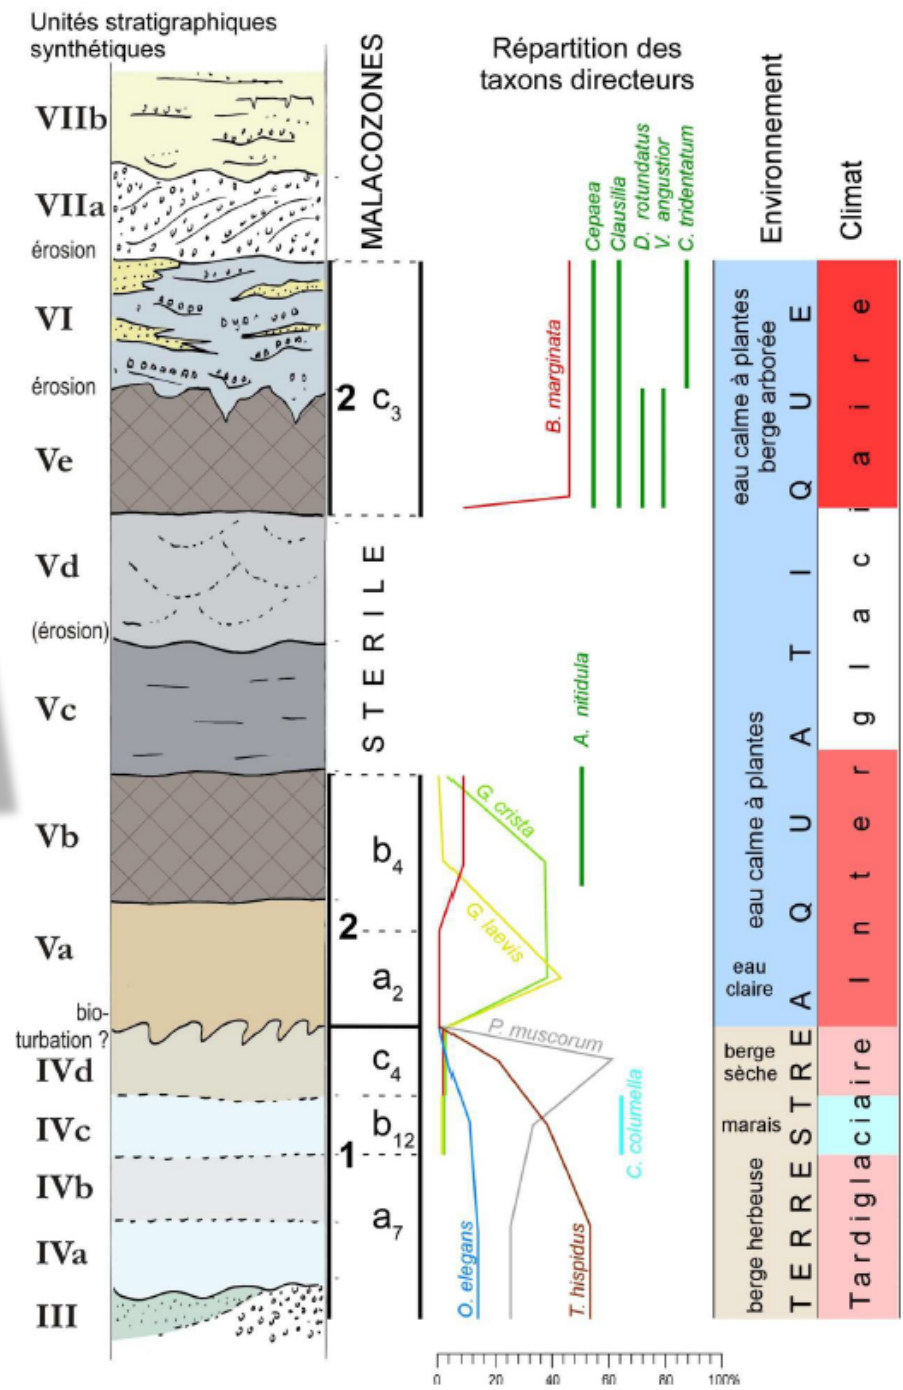 Unités stratigraphiques
synthétiques
MALACOZONES
Répartition des
taxons directeurs
Environnement
Climat
VIIb
VIIa
érosion
VI
érosion
Ve
Vd
(érosion)
Vc
Vb
Va
bio-
turbation ?
IVd
IVc
IVb
IVa
III
2 c3
STERILE
2
b4
a2
1
c4
b12
a7
B. marginata
Cepaea
Clausilia
D. rotundatus
V. angustior
C. tridentatum
A. nitidula
G. crista
G. laevis
P. muscorum
C. columella
O. elegans
T. hispidus
eau calme à plantes
berge arborée
eau calme à plantes
eau
claire
berge
sèche
marais
berge herbeuse
AQUATIQUE
TERRESTRE
Interglaciaire
Tardiglaciaire
0 20 40 60 80 100%